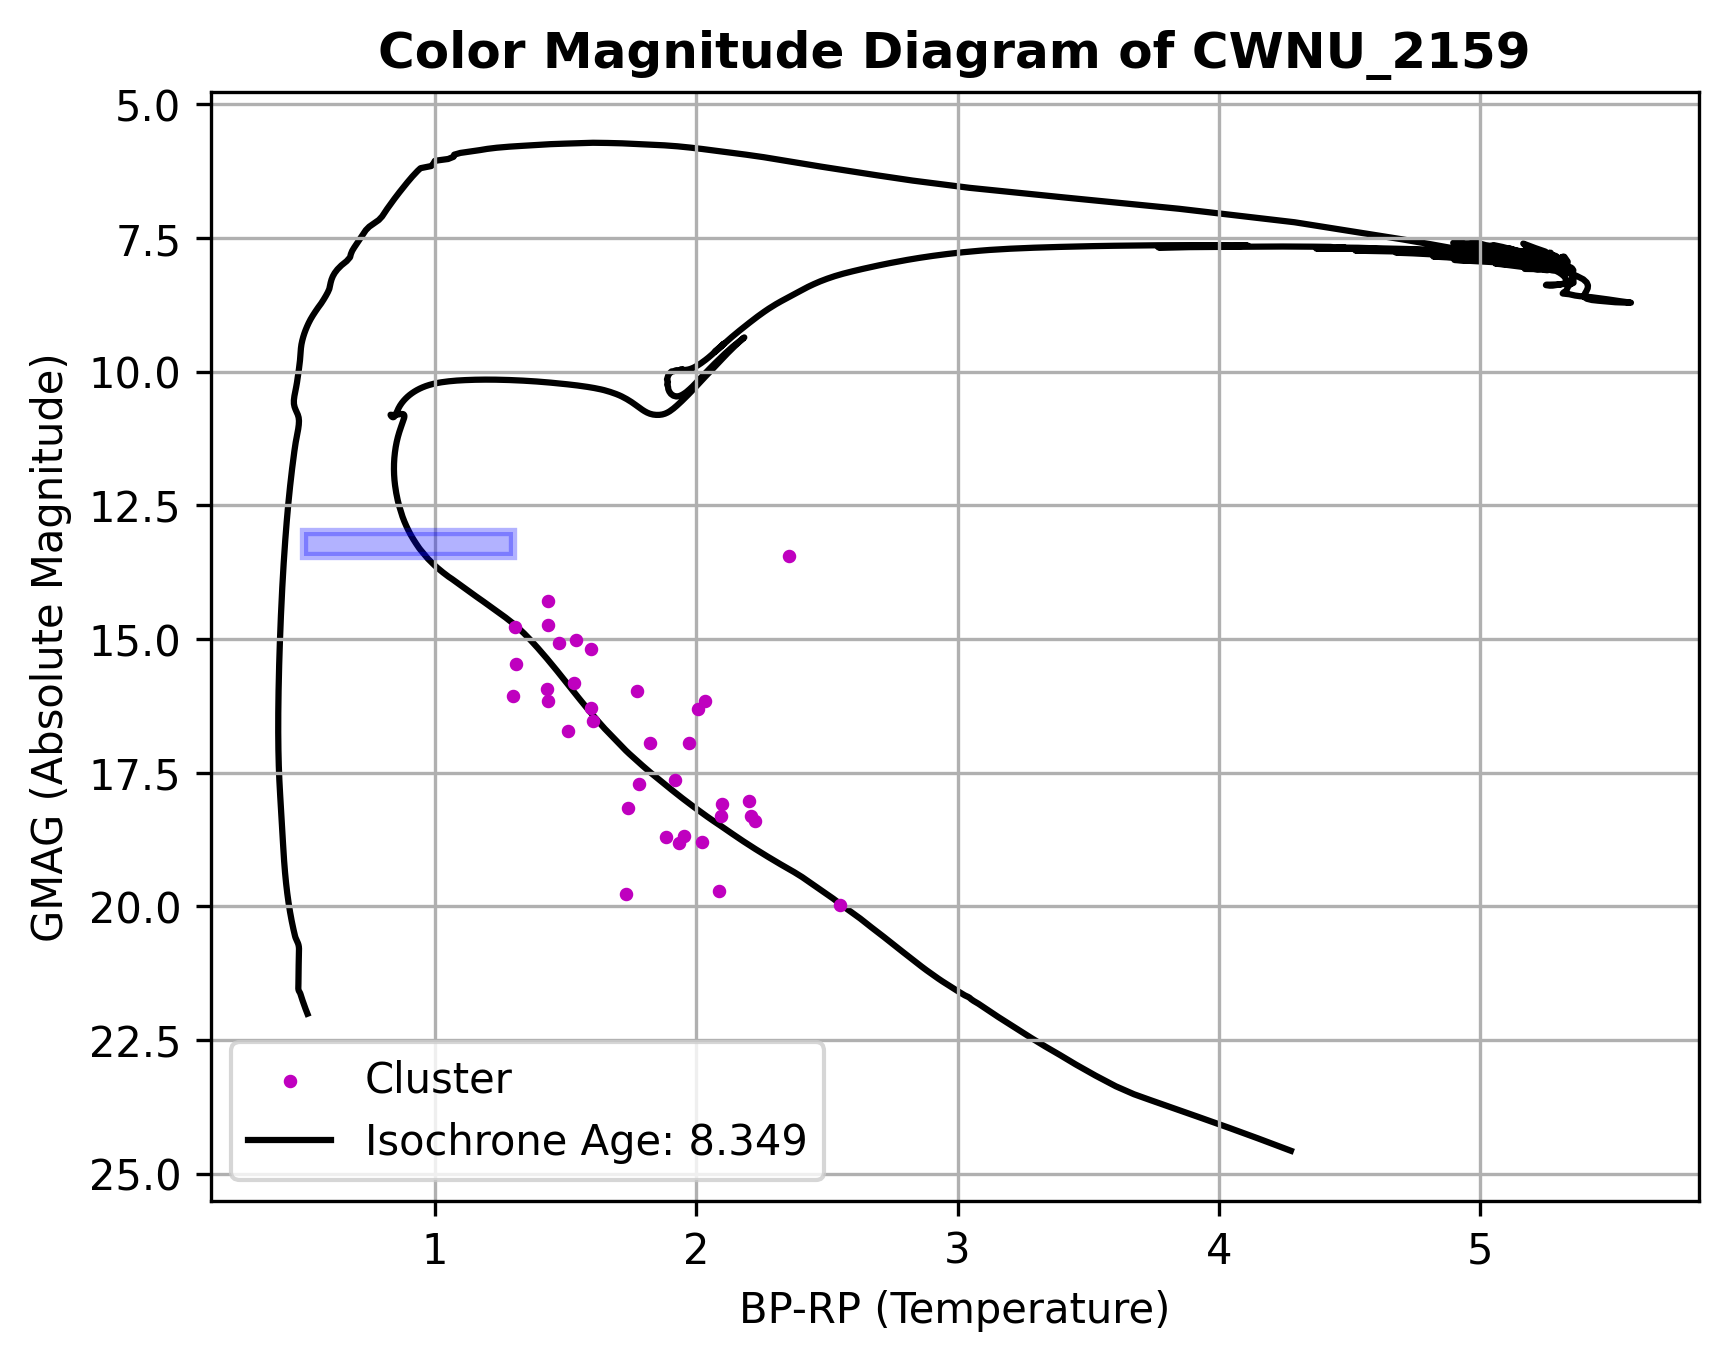 Color Magnitude Diagram of CWNU_2159
GMAG (Absolute Magnitude)
5.0
7.5
10.0
12.5
15.0
17.5
20.0
22.5
25.0
Cluster
Isochrone Age: 8.349
1 2 3 4 5
BP-RP (Temperature)